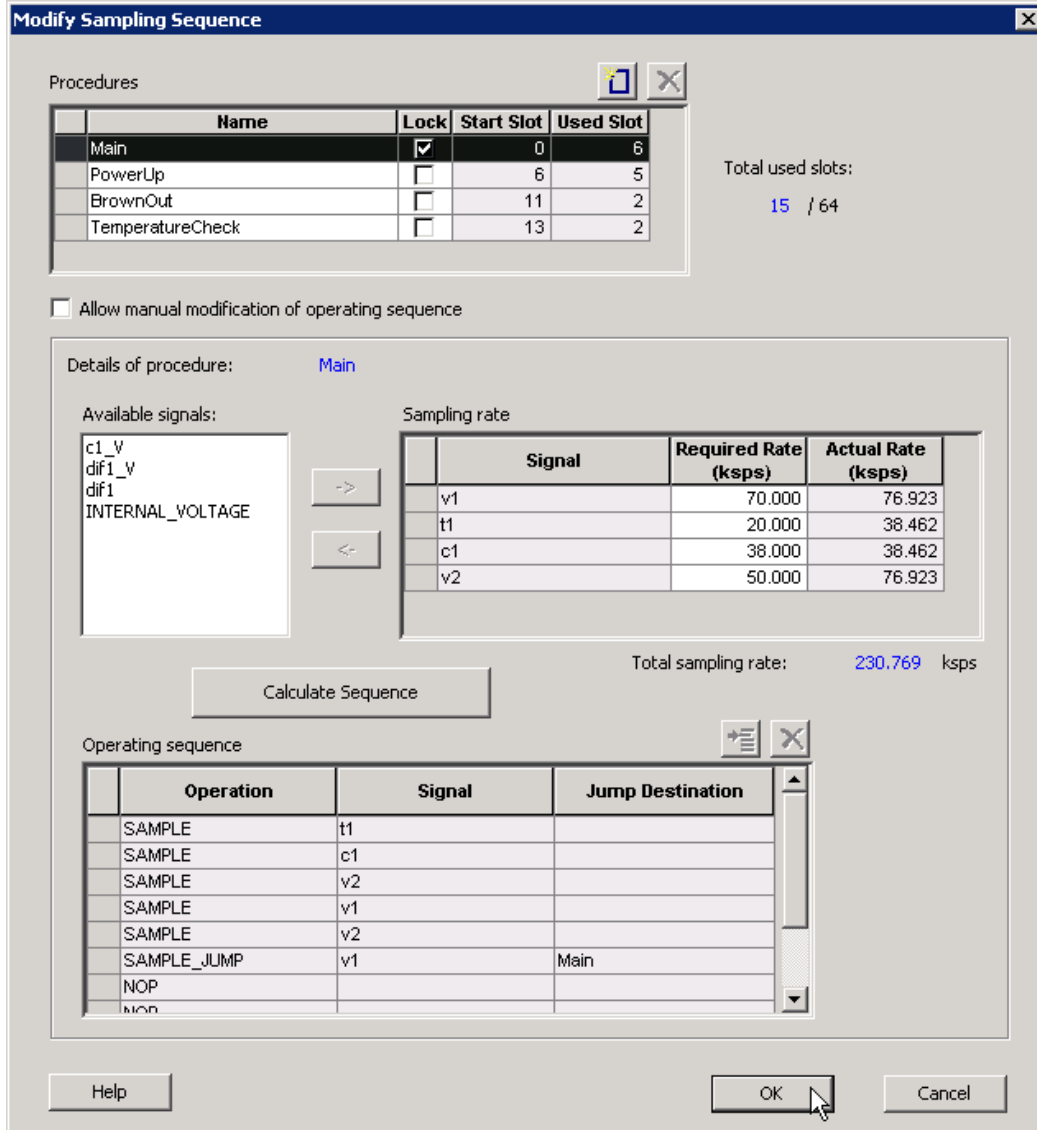 Modify Sampling Sequence
Procedures
Name Lock Start Slot Used Slot
Main 0 6
PowerUp 6 5
BrownOut 11 2
TemperatureCheck 13 2
Total used slots:
15 / 64
Allow manual modification of operating sequence
Details of procedure: Main
Available signals:
c1_V
dif1_V
dif1
INTERNAL_VOLTAGE
->
<-
Sampling rate
Signal Required Rate (ksps) Actual Rate (ksps)
v1 70.000 76.923
t1 20.000 38.462
c1 38.000 38.462
v2 50.000 76.923
Total sampling rate: 230.769 ksps
Calculate Sequence
Operating sequence
Operation Signal Jump Destination
SAMPLE t1
SAMPLE c1
SAMPLE v2
SAMPLE v1
SAMPLE v2
SAMPLE_JUMP v1 Main
NOP
NOP
Help OK Cancel